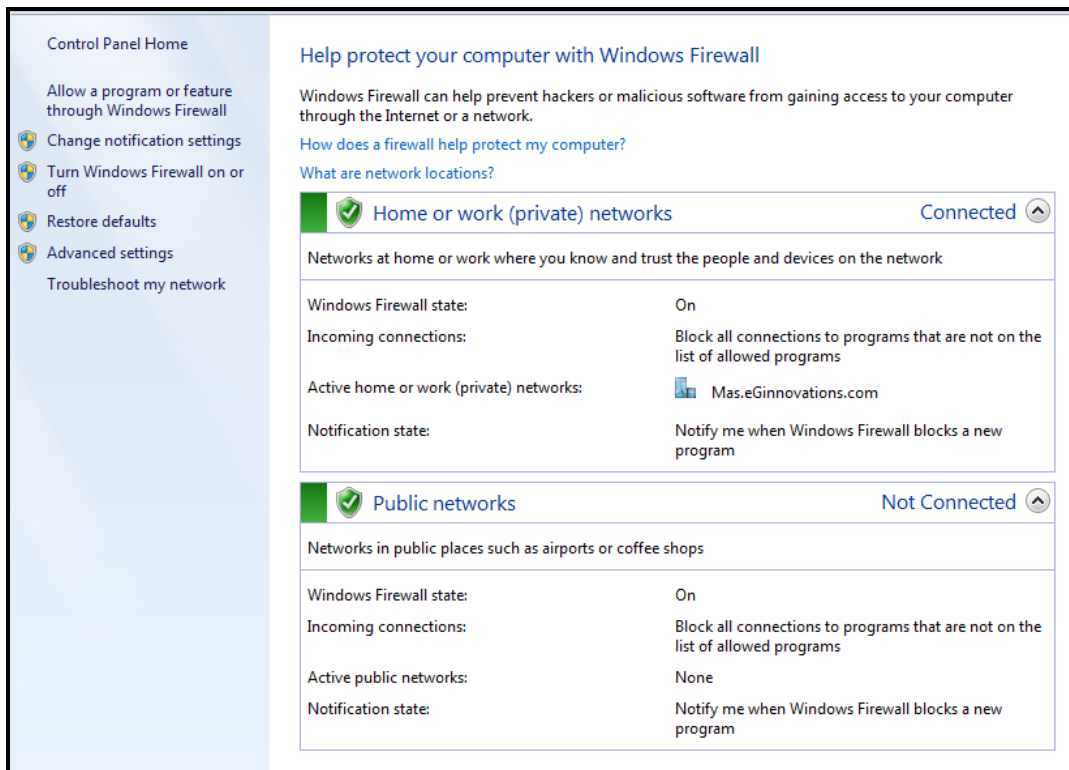 Control Panel Home
Allow a program or feature
through Windows Firewall
Change notification settings
Turn Windows Firewall on or
off
Restore defaults
Advanced settings
Troubleshoot my network
Help protect your computer with Windows Firewall
Windows Firewall can help prevent hackers or malicious software from gaining access to your computer
through the Internet or a network.
How does a firewall help protect my computer?
What are network locations?
Home or work (private) networks Connected
Networks at home or work where you know and trust the people and devices on the network
Windows Firewall state: On
Incoming connections: Block all connections to programs that are not on the
list of allowed programs
Active home or work (private) networks: Mas.eGinnovations.com
Notification state: Notify me when Windows Firewall blocks a new
program
Public networks Not Connected
Networks in public places such as airports or coffee shops
Windows Firewall state: On
Incoming connections: Block all connections to programs that are not on the
list of allowed programs
Active public networks: None
Notification state: Notify me when Windows Firewall blocks a new
program